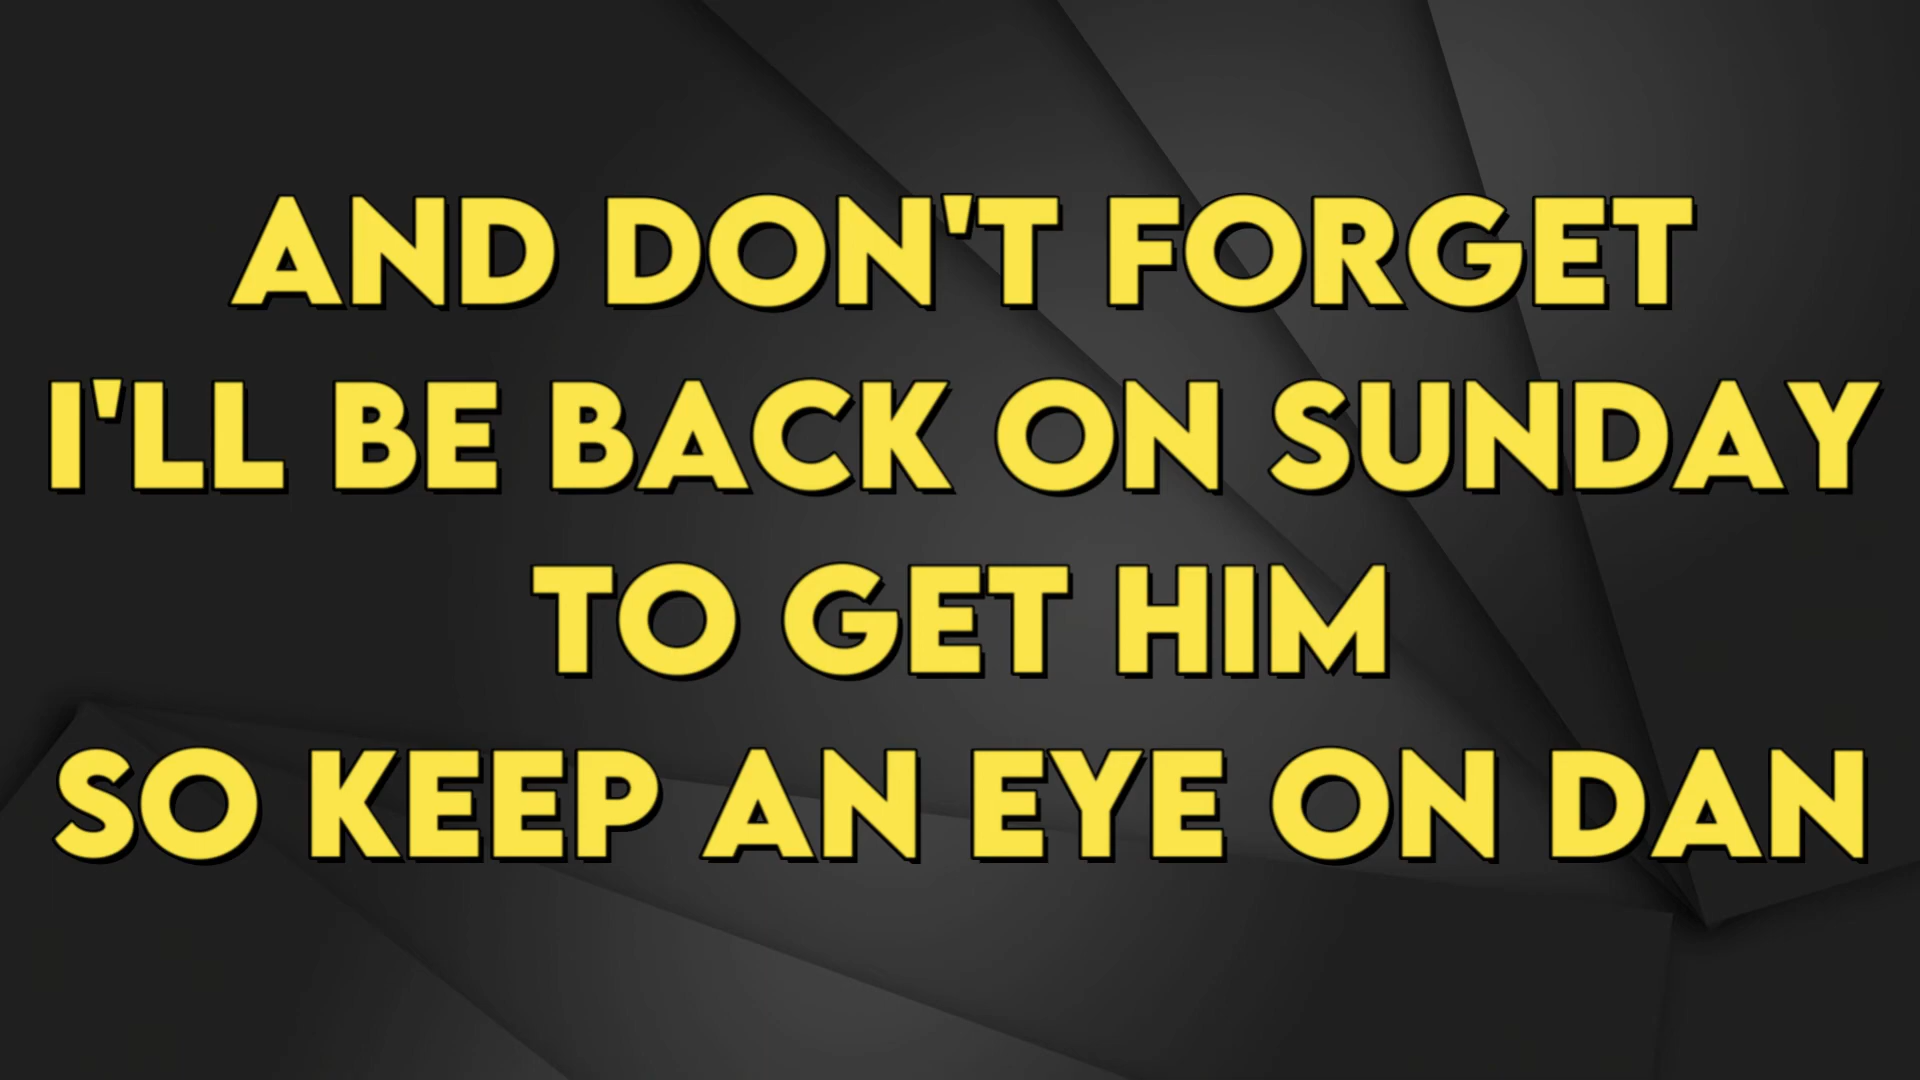 AND DON'T FORGET
I'LL BE BACK ON SUNDAY
TO GET HIM
SO KEEP AN EYE ON DAN